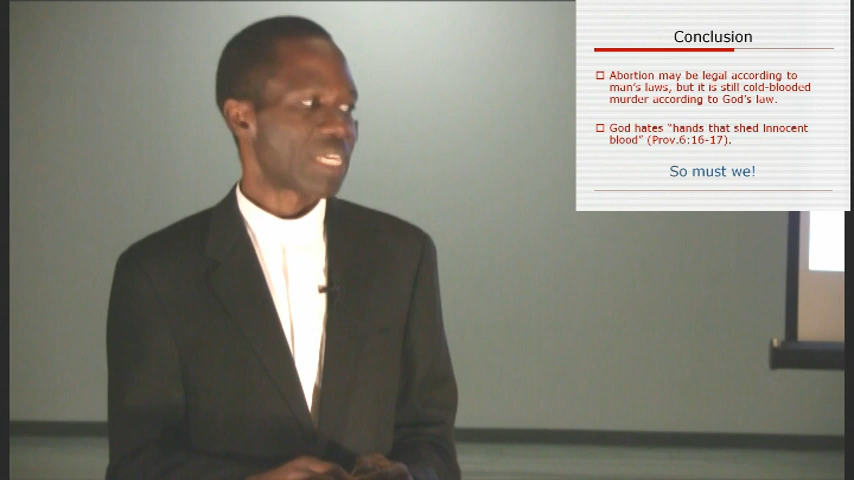 Conclusion
Abortion may be legal according to
man's laws, but it is still cold-blooded
murder according to God's law.
God hates "hands that shed Innocent
blood" (Prov.6:16-17).
So must we!